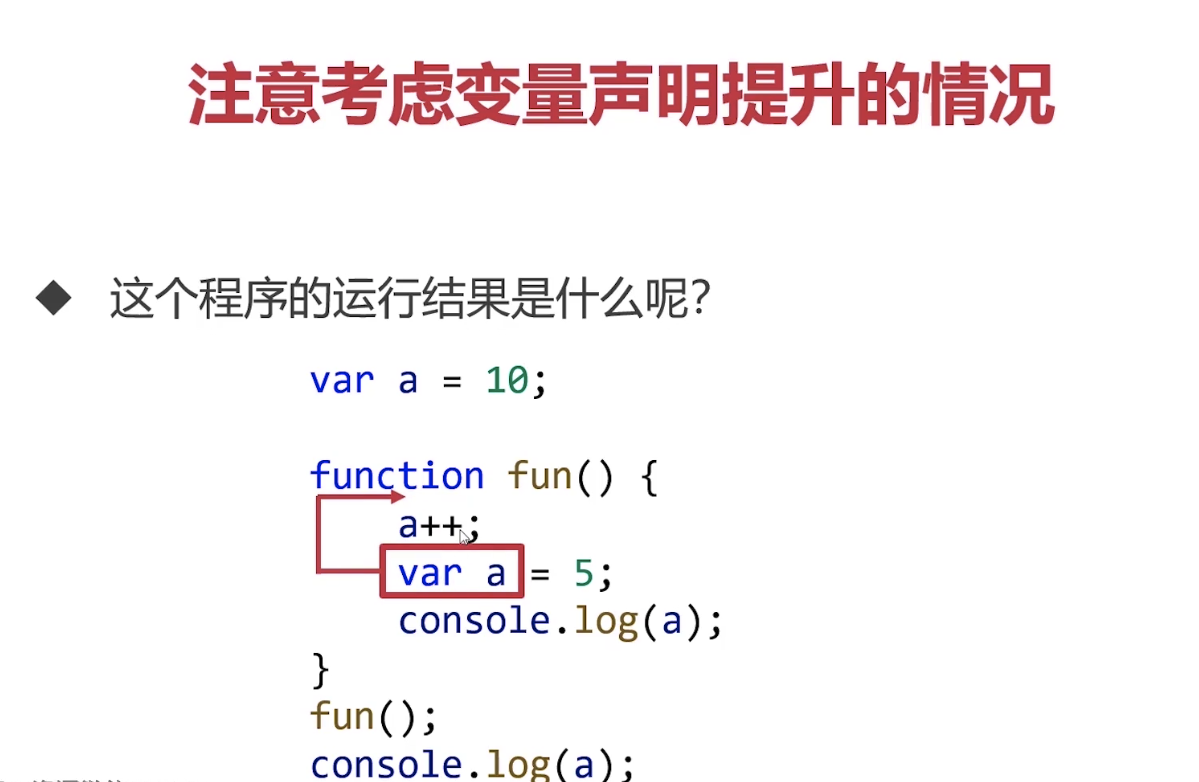 注意考虑变量声明提升的情况
◆ 这个程序的运行结果是什么呢？
var a = 10;
function fun() {
a++;
var a = 5;
console.log(a);
}
fun();
console.log(a);